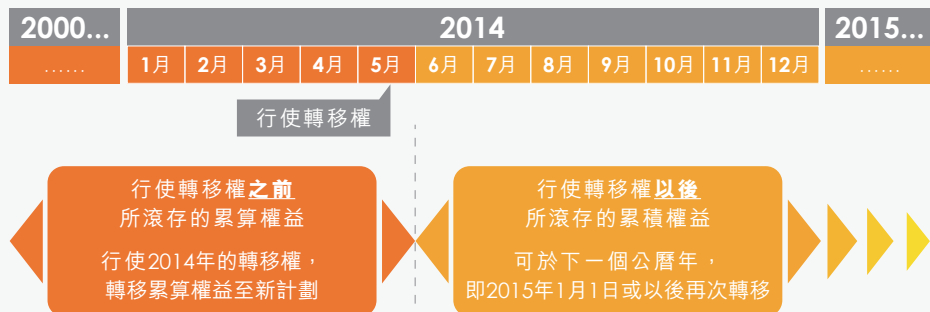 2000... 2014 2015...
...... 1月 2月 3月 4月 5月 6月 7月 8月 9月 10月 11月 12月 ......
行使轉移權
行使轉移權之前
所滾存的累算權益
行使2014年的轉移權，
轉移累算權益至新計劃
行使轉移權以後
所滾存的累積權益
可於下一個公曆年，
即2015年1月1日或以後再次轉移